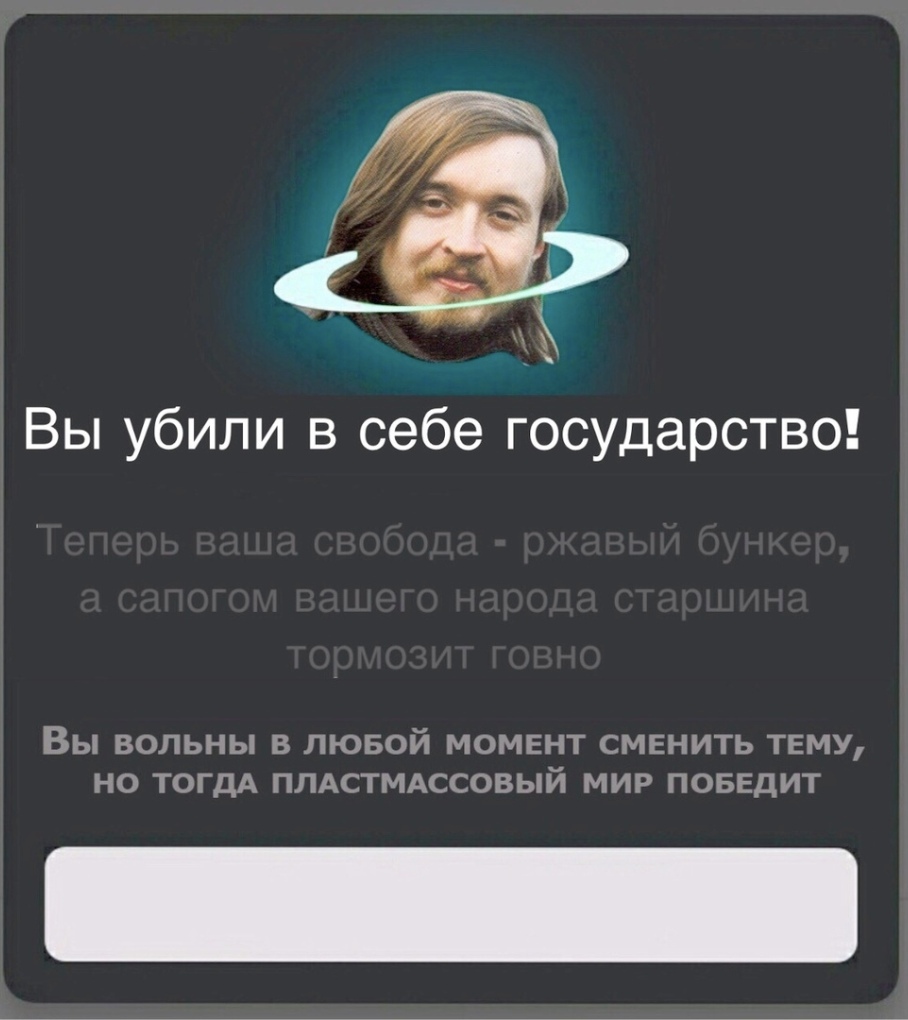 Вы убили в себе государство!
Теперь ваша свобода - ржавый бункер,
а сапогом вашего народа старшина
тормозит говно
Вы вольны в любой момент сменить тему,
но тогда пластмассовый мир победит